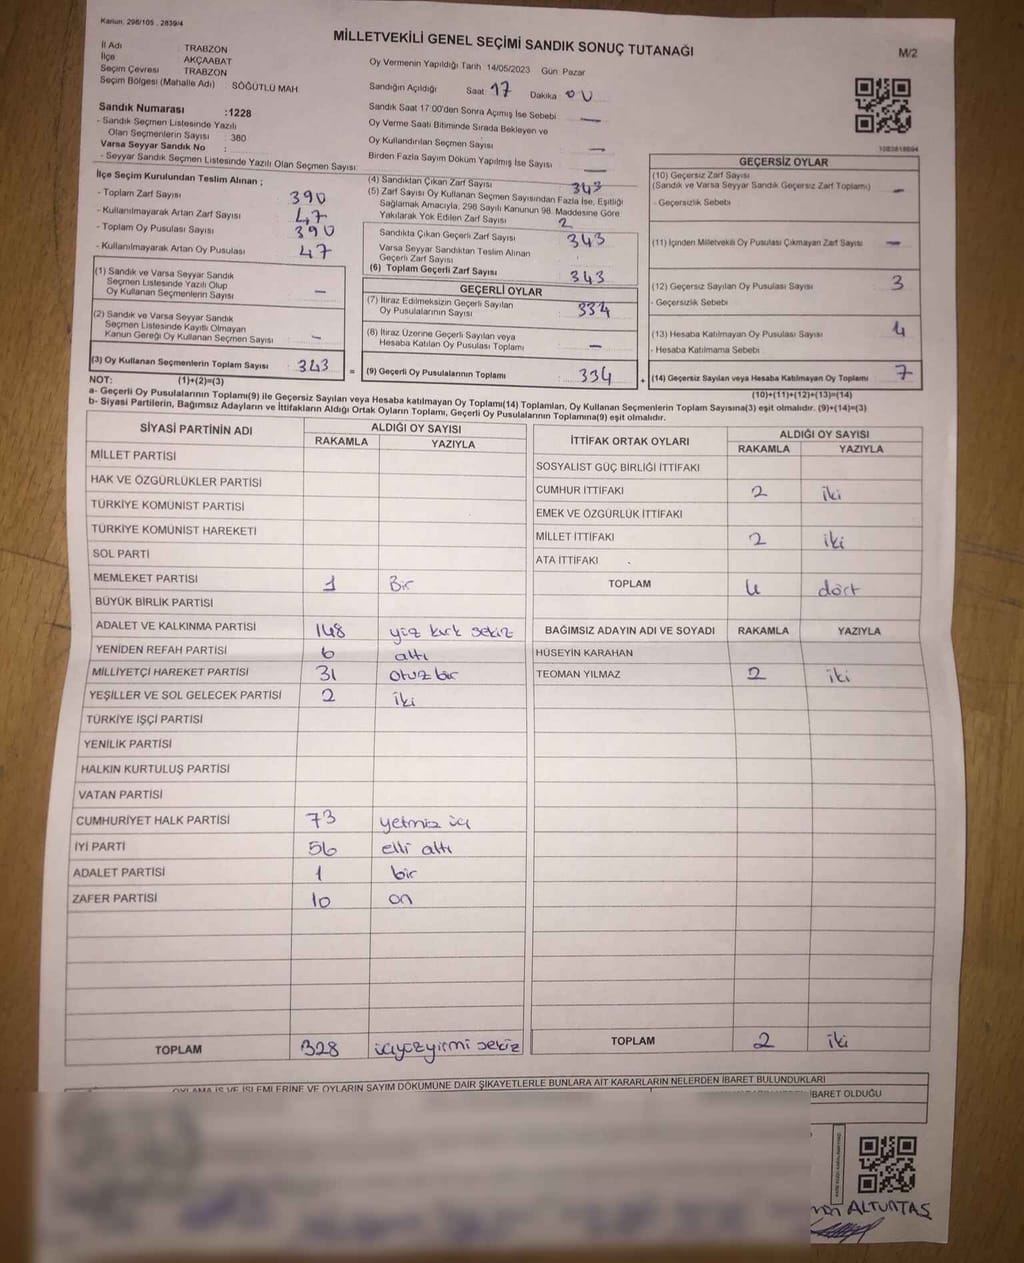 Kanun, 298/105 , 2839/4
MİLLETVEKİLİ GENEL SEÇİMİ SANDIK SONUÇ TUTANAĞI
M/2
İl Adı TRABZON
İlçe AKÇAABAT
Seçim Çevresi TRABZON
Seçim Bölgesi (Mahalle Adı) SÖĞÜTLÜ MAH
Sandık Numarası :1228
- Sandık Seçmen Listesinde Yazılı
Olan Seçmenlerin Sayısı : 380
Varsa Seyyar Sandık No :
- Seyyar Sandık Seçmen Listesinde Yazılı Olan Seçmen Sayısı:
Oy Vermenin Yapıldığı Tarih 14/05/2023 Gün Pazar
Sandığın Açıldığı Saat 17 Dakika
Sandık Saat 17:00'den Sonra Açımış İse Sebebi —
Oy Verme Saati Bitiminde Sırada Bekleyen ve
Oy Kullandırılan Seçmen Sayısı —
Birden Fazla Sayım Döküm Yapılmış İse Sayısı —
1083818694
İlçe Seçim Kurulundan Teslim Alınan ;
- Toplam Zarf Sayısı 390
- Kullanılmayarak Artan Zarf Sayısı 47
- Toplam Oy Pusulası Sayısı 390
- Kullanılmayarak Artan Oy Pusulası 47
(1) Sandık ve Varsa Seyyar Sandık
Seçmen Listesinde Yazılı Olup
Oy Kullanan Seçmenlerin Sayısı —
(2) Sandık ve Varsa Seyyar Sandık
Seçmen Listesinde Kayıtlı Olmayan
Kanun Gereği Oy Kullanan Seçmen Sayısı —
(3) Oy Kullanan Seçmenlerin Toplam Sayısı 343
(4) Sandıktan Çıkan Zarf Sayısı 343
(5) Zarf Sayısı Oy Kullanan Seçmen Sayısından Fazla İse, Eşitliği
Sağlamak Amacıyla, 298 Sayılı Kanunun 98. Maddesine Göre
Yakılarak Yok Edilen Zarf Sayısı 2
Sandıkta Çıkan Geçerli Zarf Sayısı 343
Varsa Seyyar Sandıktan Teslim Alınan
Geçerli Zarf Sayısı
(6) Toplam Geçerli Zarf Sayısı 343
GEÇERLİ OYLAR
(7) İtiraz Edilmeksizin Geçerli Sayılan
Oy Pusulalarının Sayısı 334
(8) İtiraz Üzerine Geçerli Sayılan veya
Hesaba Katılan Oy Pusulası Toplamı —
= (9) Geçerli Oy Pusulalarının Toplamı 334 +
GEÇERSİZ OYLAR
(10) Geçersiz Zarf Sayısı
(Sandık ve Varsa Seyyar Sandık Geçersiz Zarf Toplamı) —
- Geçersizlik Sebebi
(11) İçinden Milletvekili Oy Pusulası Çıkmayan Zarf Sayısı —
(12) Geçersiz Sayılan Oy Pusulası Sayısı 3
- Geçersizlik Sebebi
(13) Hesaba Katılmayan Oy Pusulası Sayısı 4
- Hesaba Katılmama Sebebi
(14) Geçersiz Sayılan veya Hesaba Katılmayan Oy Toplamı 7
NOT: (1)+(2)=(3)
(10)+(11)+(12)+(13)=(14)
a- Geçerli Oy Pusulalarının Toplamı(9) ile Geçersiz Sayılan veya Hesaba katılmayan Oy Toplamı(14) Toplamları, Oy Kullanan Seçmenlerin Toplam Sayısına(3) eşit olmalıdır. (9)+(14)=(3)
b- Siyasi Partilerin, Bağımsız Adayların ve İttifakların Aldığı Ortak Oyların Toplamı, Geçerli Oy Pusulalarının Toplamına(9) eşit olmalıdır.
SİYASİ PARTİNİN ADI ALDIĞI OY SAYISI
RAKAMLA YAZIYLA
MİLLET PARTİSİ
HAK VE ÖZGÜRLÜKLER PARTİSİ
TÜRKİYE KOMÜNİST PARTİSİ
TÜRKİYE KOMÜNİST HAREKETİ
SOL PARTİ
MEMLEKET PARTİSİ 1 Bir
BÜYÜK BİRLİK PARTİSİ
ADALET VE KALKINMA PARTİSİ 148 yüz kırk sekiz
YENİDEN REFAH PARTİSİ 6 altı
MİLLİYETÇİ HAREKET PARTİSİ 31 otuz bir
YEŞİLLER VE SOL GELECEK PARTİSİ 2 iki
TÜRKİYE İŞÇİ PARTİSİ
YENİLİK PARTİSİ
HALKIN KURTULUŞ PARTİSİ
VATAN PARTİSİ
CUMHURİYET HALK PARTİSİ 73 yetmiz üç
İYİ PARTİ 56 elli altı
ADALET PARTİSİ 1 bir
ZAFER PARTİSİ 10 on
TOPLAM 328 üçyüzyirmi sekiz
İTTİFAK ORTAK OYLARI ALDIĞI OY SAYISI
RAKAMLA YAZIYLA
SOSYALIST GÜÇ BİRLİĞİ İTTİFAKI
CUMHUR İTTİFAKI 2 iki
EMEK VE ÖZGÜRLÜK İTTİFAKI
MİLLET İTTİFAKI 2 iki
ATA İTTİFAKI
TOPLAM 4 dört
BAĞIMSIZ ADAYIN ADI VE SOYADI RAKAMLA YAZIYLA
HÜSEYİN KARAHAN
TEOMAN YILMAZ 2 iki
TOPLAM 2 iki
OYLAMA İŞ VE İŞLEMLERİNE VE OYLARIN SAYIM DÖKÜMÜNE DAİR ŞİKAYETLERLE BUNLARA AİT KARARLARIN NELERDEN İBARET BULUNDUKLARI
İBARET OLDUĞU
ALTUNTAŞ